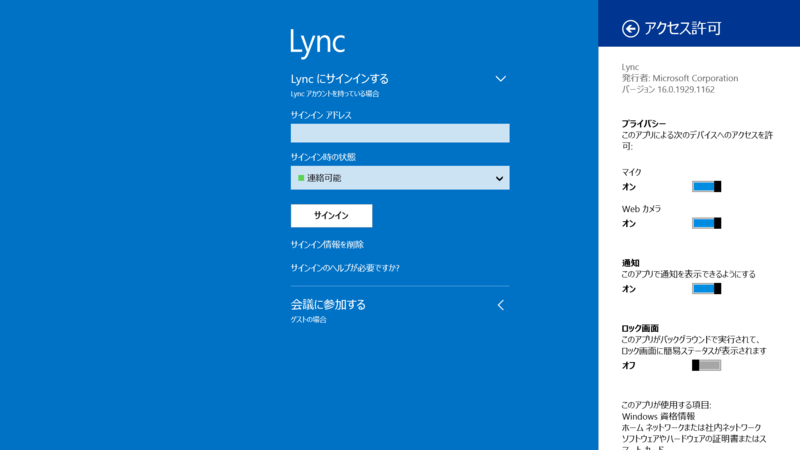 Lync
Lync にサインインする
Lync アカウントを持っている場合
サインイン アドレス
サインイン時の状態
連絡可能
サインイン
サインイン情報を削除
サインインのヘルプが必要ですか?
会議に参加する
ゲストの場合
アクセス許可
Lync
発行者: Microsoft Corporation
バージョン 16.0.1929.1162
プライバシー
このアプリによる次のデバイスへのアクセスを許
可:
マイク
オン
Web カメラ
オン
通知
このアプリで通知を表示できるようにする
オン
ロック画面
このアプリがバックグラウンドで実行されて、
ロック画面に簡易ステータスが表示されます
オフ
このアプリが使用する項目:
Windows 資格情報
ホーム ネットワークまたは社内ネットワーク
ソフトウェアやハードウェアの証明書またはス